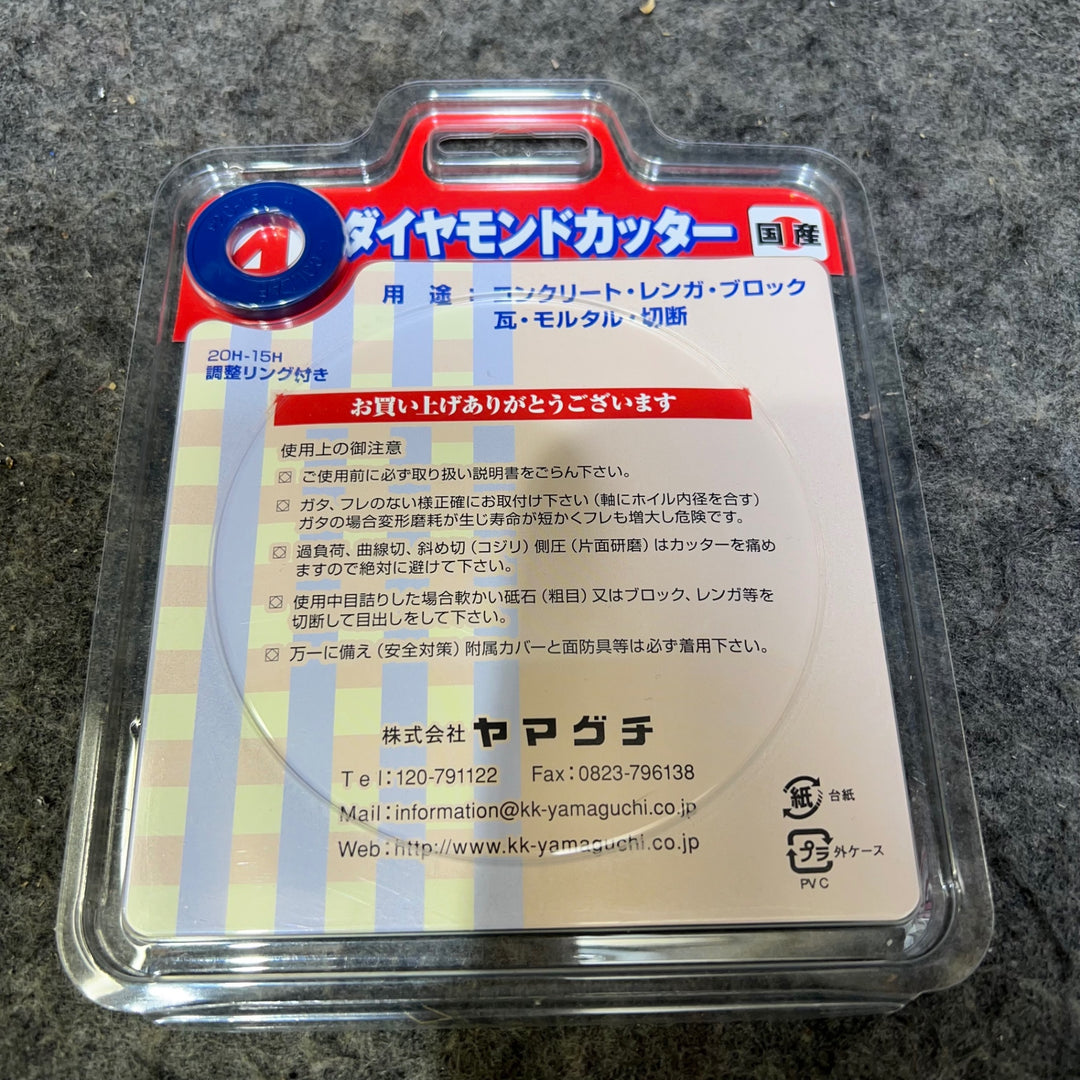 ダイヤモンドカッター
国産
用 途 : コンクリート・レンガ・ブロック
瓦・モルタル・切断
20H-15H
調整リング付き
お買い上げありがとうございます
使用上の御注意
ご使用前に必ず取り扱い説明書をごらん下さい。
ガタ、フレのない様正確にお取付け下さい(軸にホイル内径を合す)
ガタの場合変形磨耗が生じ寿命が短かくフレも増大し危険です。
過負荷、曲線切、斜め切(コジリ)側圧(片面研磨)はカッターを痛め
ますので絶対に避けて下さい。
使用中目詰りした場合軟かい砥石(粗目)又はブロック、レンガ等を
切断して目出しをして下さい。
万一に備え(安全対策)附属カバーと面防具等は必ず着用下さい。
株式会社 ヤマグチ
Tel:120-791122 Fax:0823-796138
Mail:information@kk-yamaguchi.co.jp
Web:http://www.kk-yamaguchi.co.jp
紙 台紙
プラ 外ケース
PVC